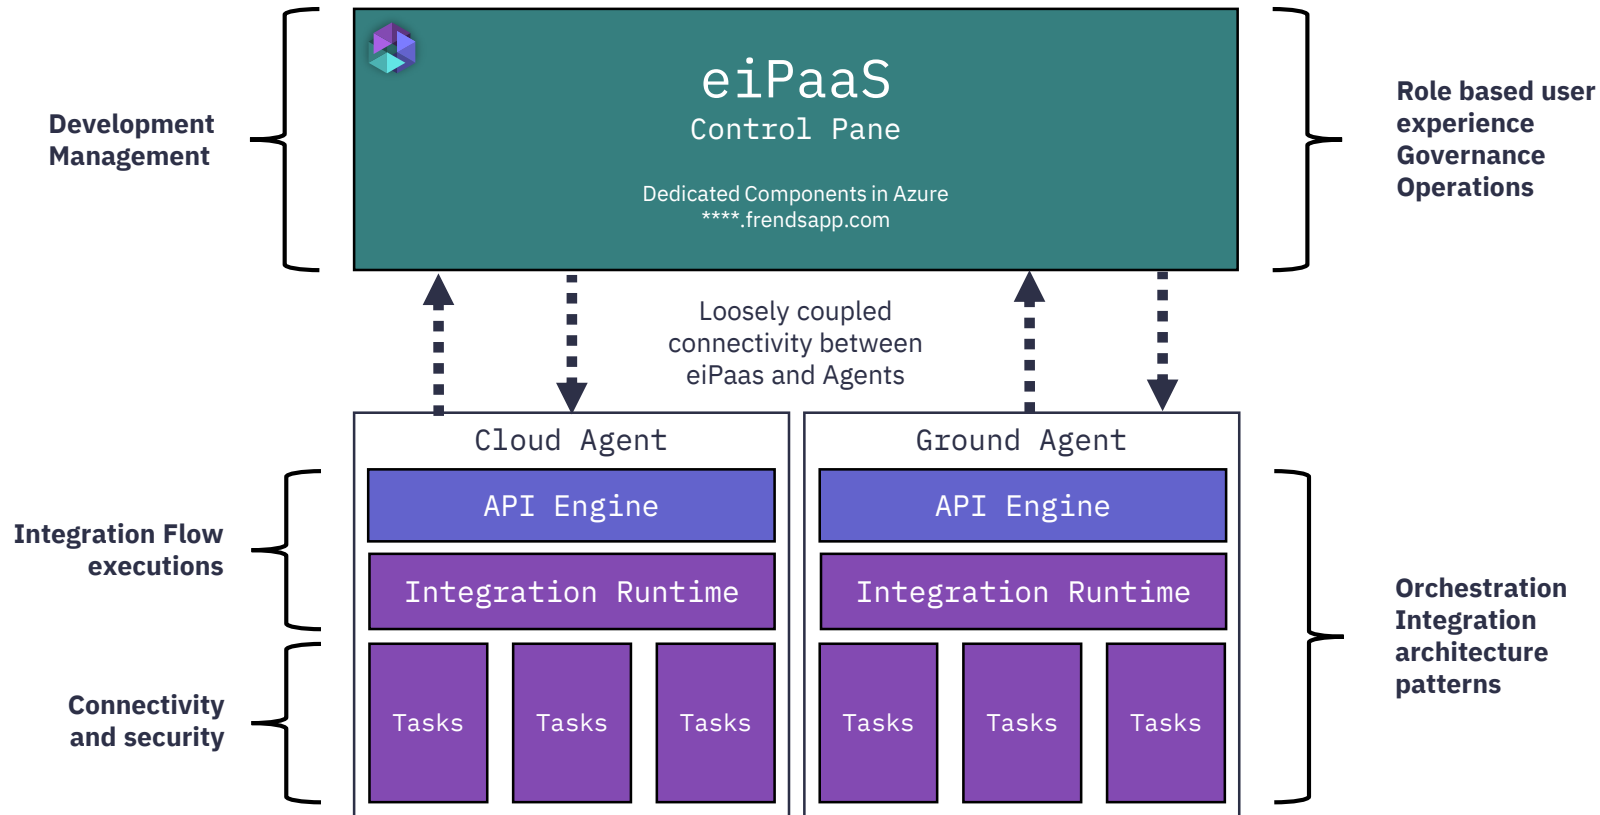 eiPaaS
Control Pane
Dedicated Components in Azure
****.frendsapp.com
Development
Management
Role based user
experience
Governance
Operations
Loosely coupled
connectivity between
eiPaas and Agents
Cloud Agent
API Engine
Integration Runtime
Tasks
Tasks
Tasks
Ground Agent
API Engine
Integration Runtime
Tasks
Tasks
Tasks
Integration Flow
executions
Connectivity
and security
Orchestration
Integration
architecture
patterns